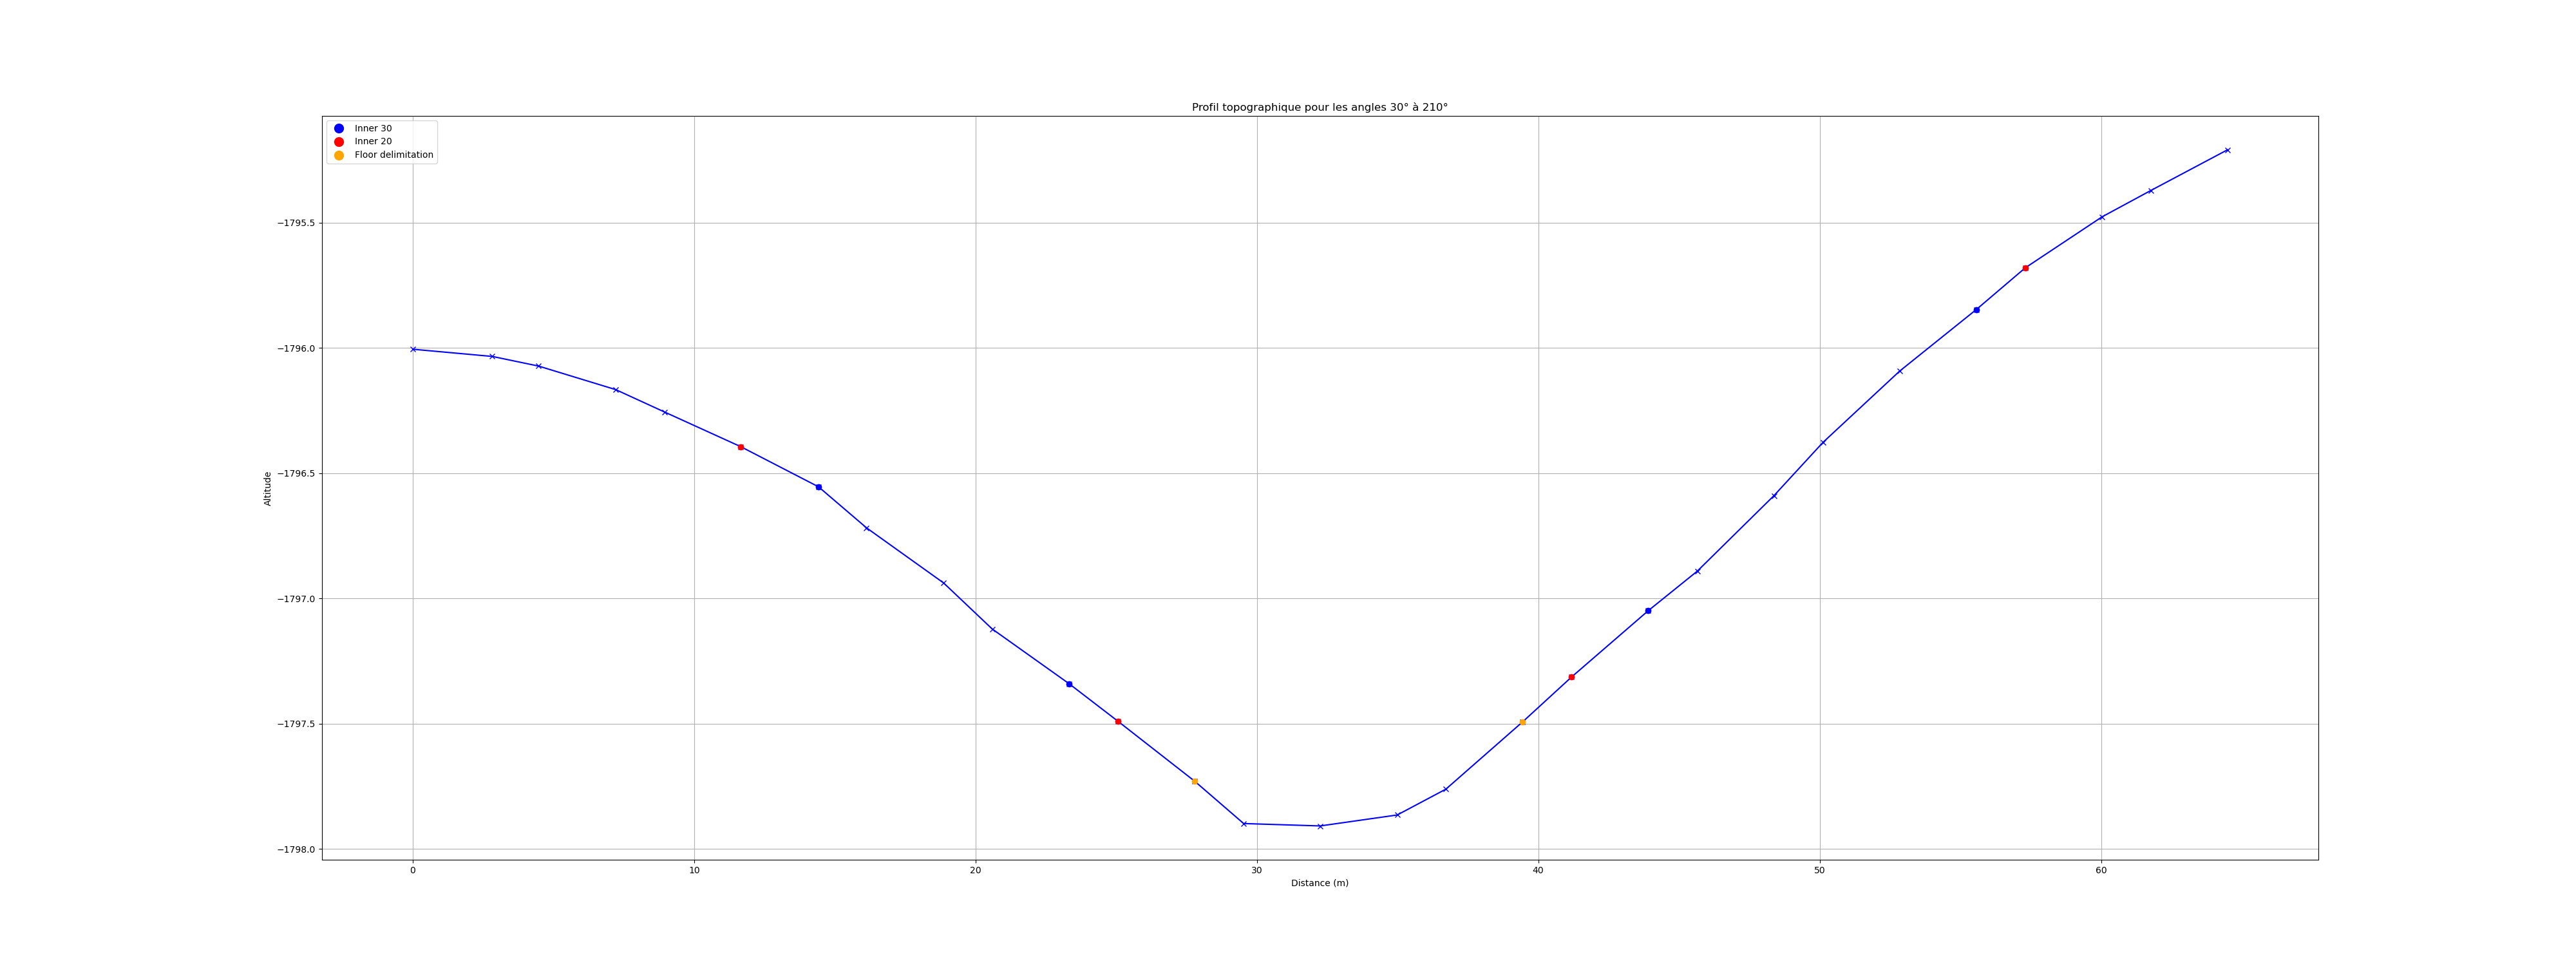 Profil topographique pour les angles 30° à 210°
Inner 30
Inner 20
Floor delimitation
−1795.5
−1796.0
−1796.5
−1797.0
−1797.5
−1798.0
Altitude
0 10 20 30 40 50 60
Distance (m)